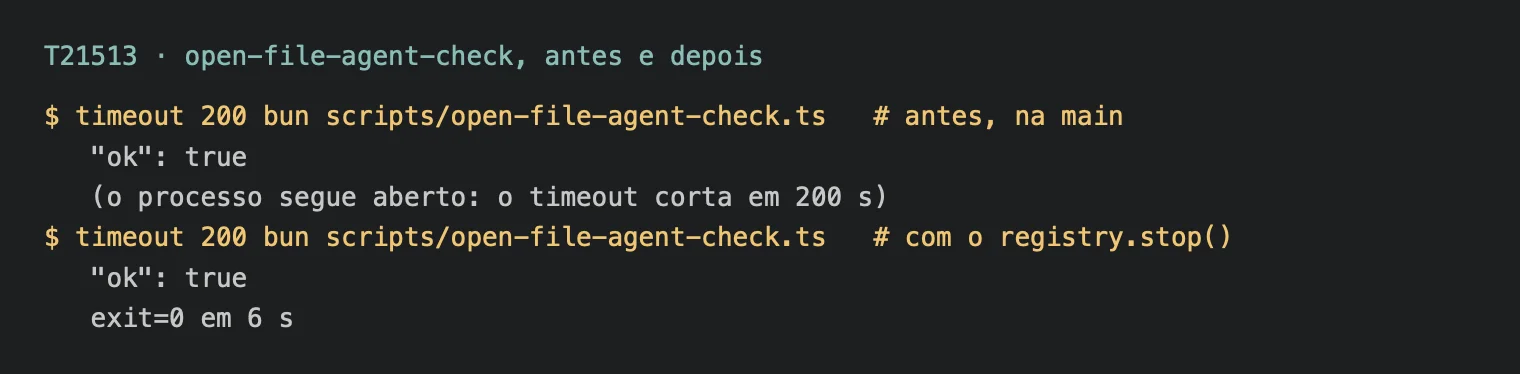 T21513 · open-file-agent-check, antes e depois
$ timeout 200 bun scripts/open-file-agent-check.ts   # antes, na main
"ok": true
(o processo segue aberto: o timeout corta em 200 s)
$ timeout 200 bun scripts/open-file-agent-check.ts   # com o registry.stop()
"ok": true
exit=0 em 6 s